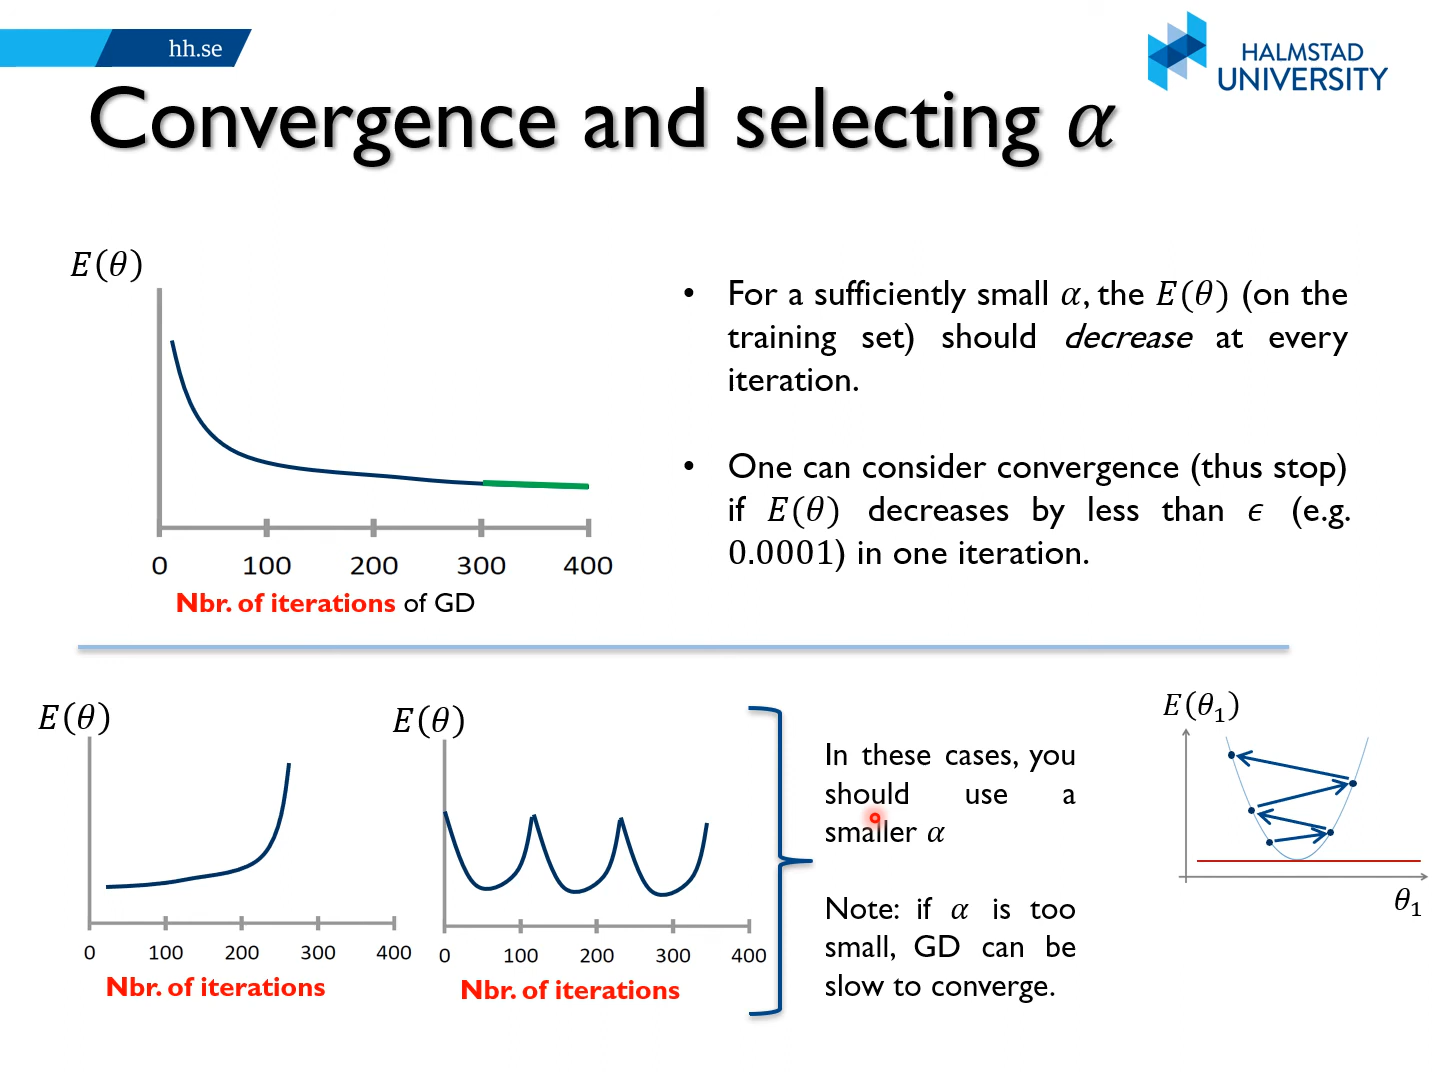 hh.se
HALMSTAD
UNIVERSITY
Convergence and selecting α
E(θ)
0 100 200 300 400
Nbr. of iterations of GD
• For a sufficiently small α, the E(θ) (on the
training set) should decrease at every
iteration.
• One can consider convergence (thus stop)
if E(θ) decreases by less than ϵ (e.g.
0.0001) in one iteration.
E(θ)
0 100 200 300 400
Nbr. of iterations
E(θ)
0 100 200 300 400
Nbr. of iterations
In these cases, you
should use a
smaller α
Note: if α is too
small, GD can be
slow to converge.
E(θ₁)
θ₁